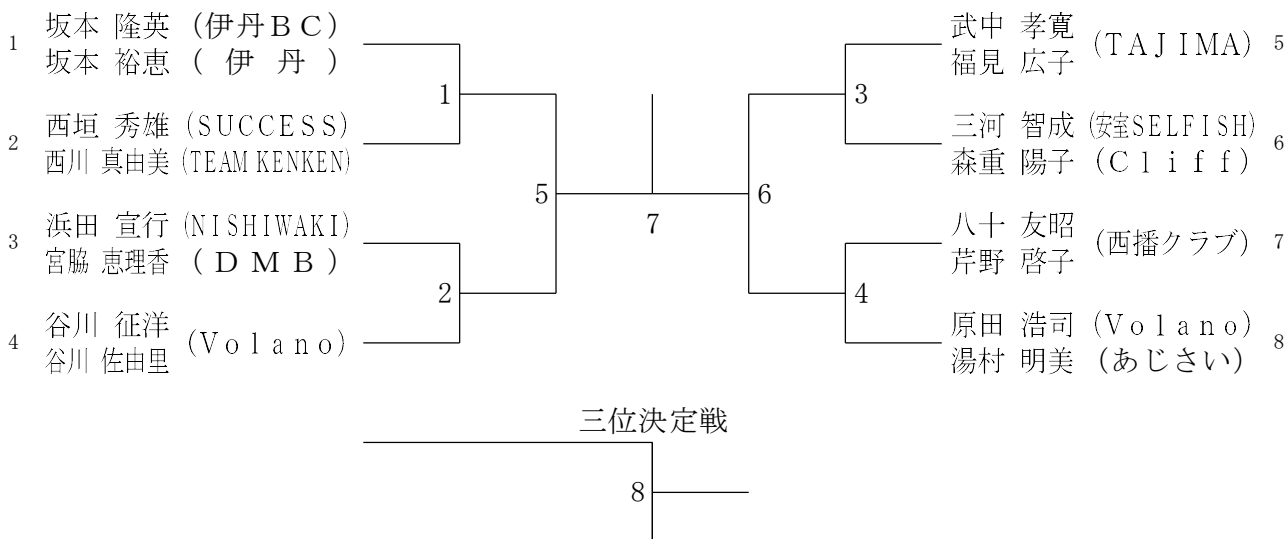 1
坂本 隆英 (伊丹BC)
坂本 裕恵 ( 伊 丹 )
2
西垣 秀雄 (SUCCESS)
西川 真由美 (TEAM KENKEN)
3
浜田 宣行 (NISHIWAKI)
宮脇 恵理香 (DMB)
4
谷川 征洋
谷川 佐由里
(Volano)
1
2
5
7
6
3
4
武中 孝寛
福見 広子
(TAJIMA)
5
三河 智成 (安室SELFISH)
森重 陽子 (Cliff)
6
八十 友昭
芹野 啓子
(西播クラブ)
7
原田 浩司 (Volano)
湯村 明美 (あじさい)
8
三位決定戦
8